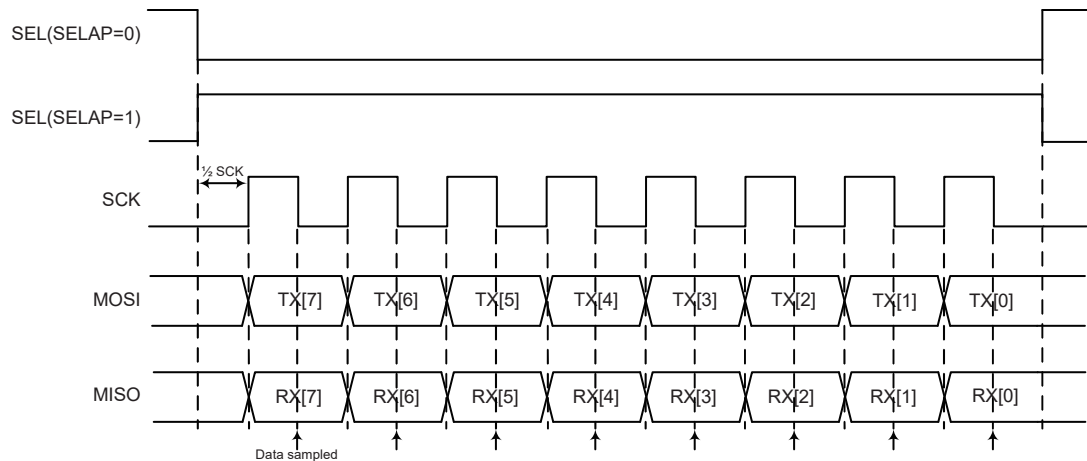 SEL(SELAP=0)
SEL(SELAP=1)
½ SCK
SCK
MOSI TX[7] TX[6] TX[5] TX[4] TX[3] TX[2] TX[1] TX[0]
MISO RX[7] RX[6] RX[5] RX[4] RX[3] RX[2] RX[1] RX[0]
Data sampled